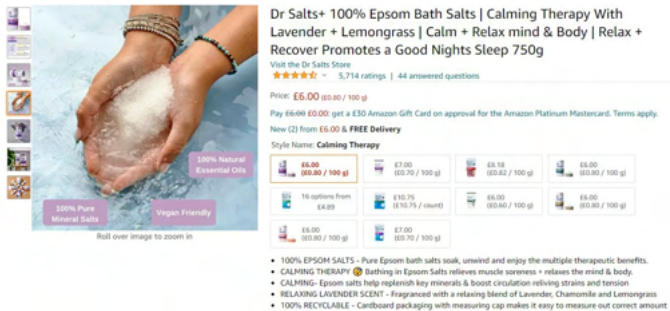 Dr Salts+ 100% Epsom Bath Salts | Calming Therapy With
Lavender + Lemongrass | Calm + Relax mind & Body | Relax +
Recover Promotes a Good Nights Sleep 750g
Visit the Dr Salts Store
5,714 ratings | 44 answered questions
Price: £6.00 (£0.80 / 100 g)
Pay £6.00 £0.00: get a £30 Amazon Gift Card on approval for the Amazon Platinum Mastercard. Terms apply.
New (2) from £6.00 & FREE Delivery
Style Name: Calming Therapy
£6.00
(£0.80 / 100 g)
£7.00
(£0.70 / 100 g)
£6.18
(£0.82 / 100 g)
£6.00
(£0.80 / 100 g)
16 options from
£4.89
£10.75
(£10.75 / count)
£6.00
(£0.60 / 100 g)
£6.00
(£0.80 / 100 g)
£6.00
(£0.80 / 100 g)
£7.00
(£0.70 / 100 g)
100% Natural
Essential Oils
100% Pure
Mineral Salts
Vegan Friendly
Roll over image to zoom in
• 100% EPSOM SALTS - Pure Epsom bath salts soak, unwind and enjoy the multiple therapeutic benefits.
• CALMING THERAPY Bathing in Epsom Salts relieves muscle soreness + relaxes the mind & body.
• CALMING- Epsom salts help replenish key minerals & boost circulation reliving strains and tension
• RELAXING LAVENDER SCENT - Fragranced with a relaxing blend of Lavender, Chamomile and Lemongrass
• 100% RECYCLABLE - Cardboard packaging with measuring cap makes it easy to measure out correct amount